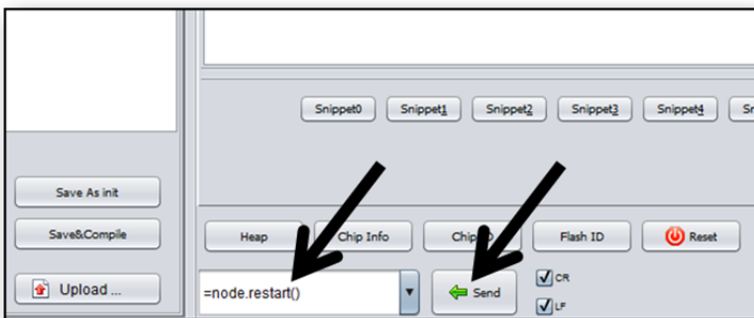 Snippet0 Snippet1 Snippet2 Snippet3 Snippet4
Save As init
Save&Compile
Heap Chip Info Flash ID Reset
Upload ...
=node.restart() Send
CR
LF